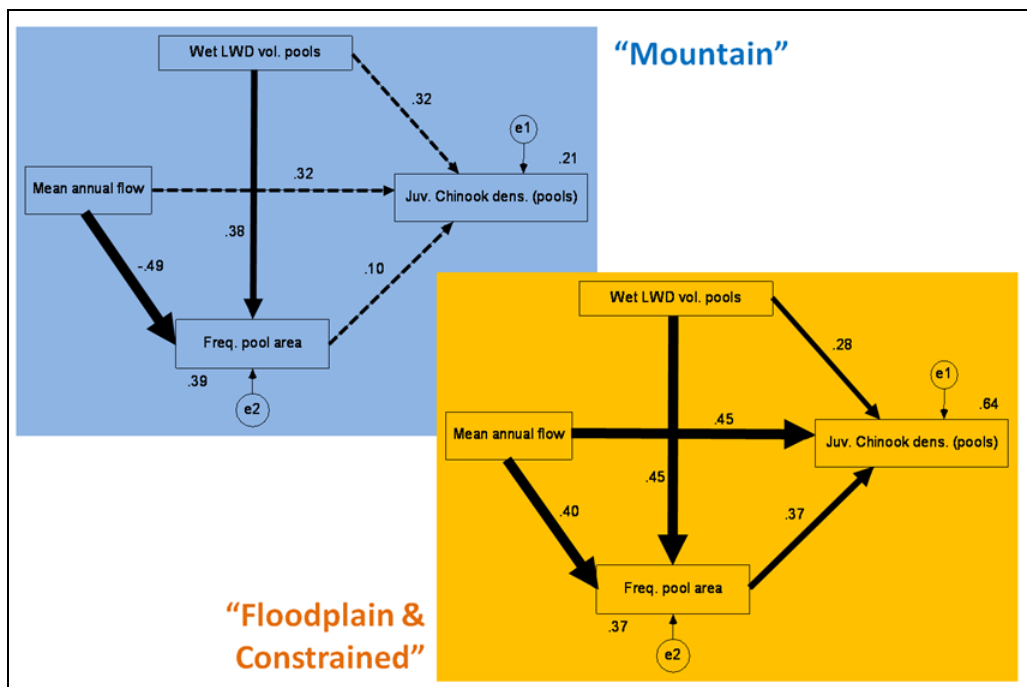 “Mountain”
Wet LWD vol. pools
.32
e1
.21
.32
Mean annual flow
Juv. Chinook dens. (pools)
.38
-.49
.10
Freq. pool area
.39
e2
Wet LWD vol. pools
.28
e1
.64
.45
Mean annual flow
Juv. Chinook dens. (pools)
.45
.40
.37
Freq. pool area
.37
e2
“Floodplain &
Constrained”